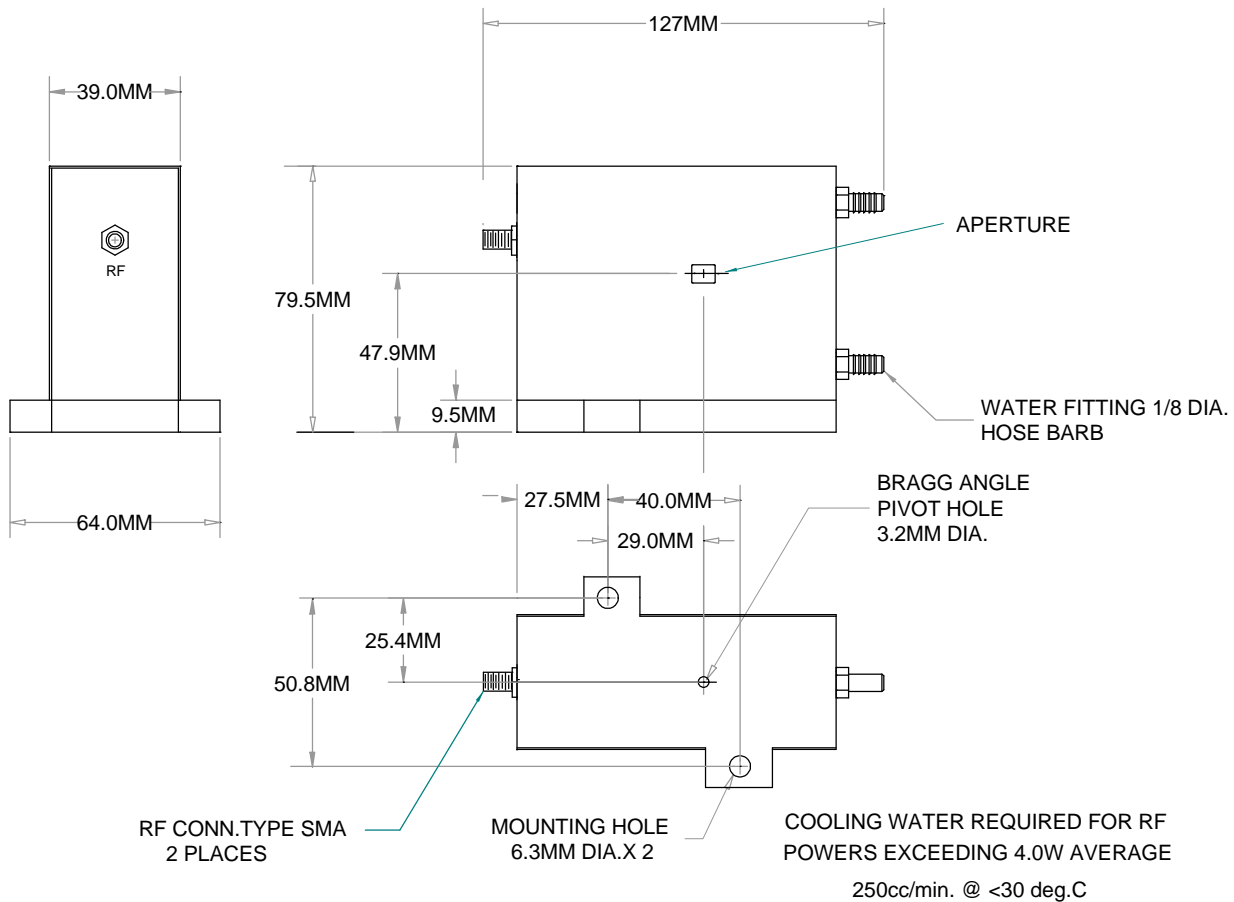 127MM
39.0MM
APERTURE
RF
79.5MM
47.9MM
9.5MM
WATER FITTING 1/8 DIA.
HOSE BARB
BRAGG ANGLE
PIVOT HOLE
3.2MM DIA.
27.5MM
40.0MM
64.0MM
29.0MM
25.4MM
50.8MM
RF CONN.TYPE SMA
2 PLACES
MOUNTING HOLE
6.3MM DIA.X 2
COOLING WATER REQUIRED FOR RF
POWERS EXCEEDING 4.0W AVERAGE
250cc/min. @ <30 deg.C